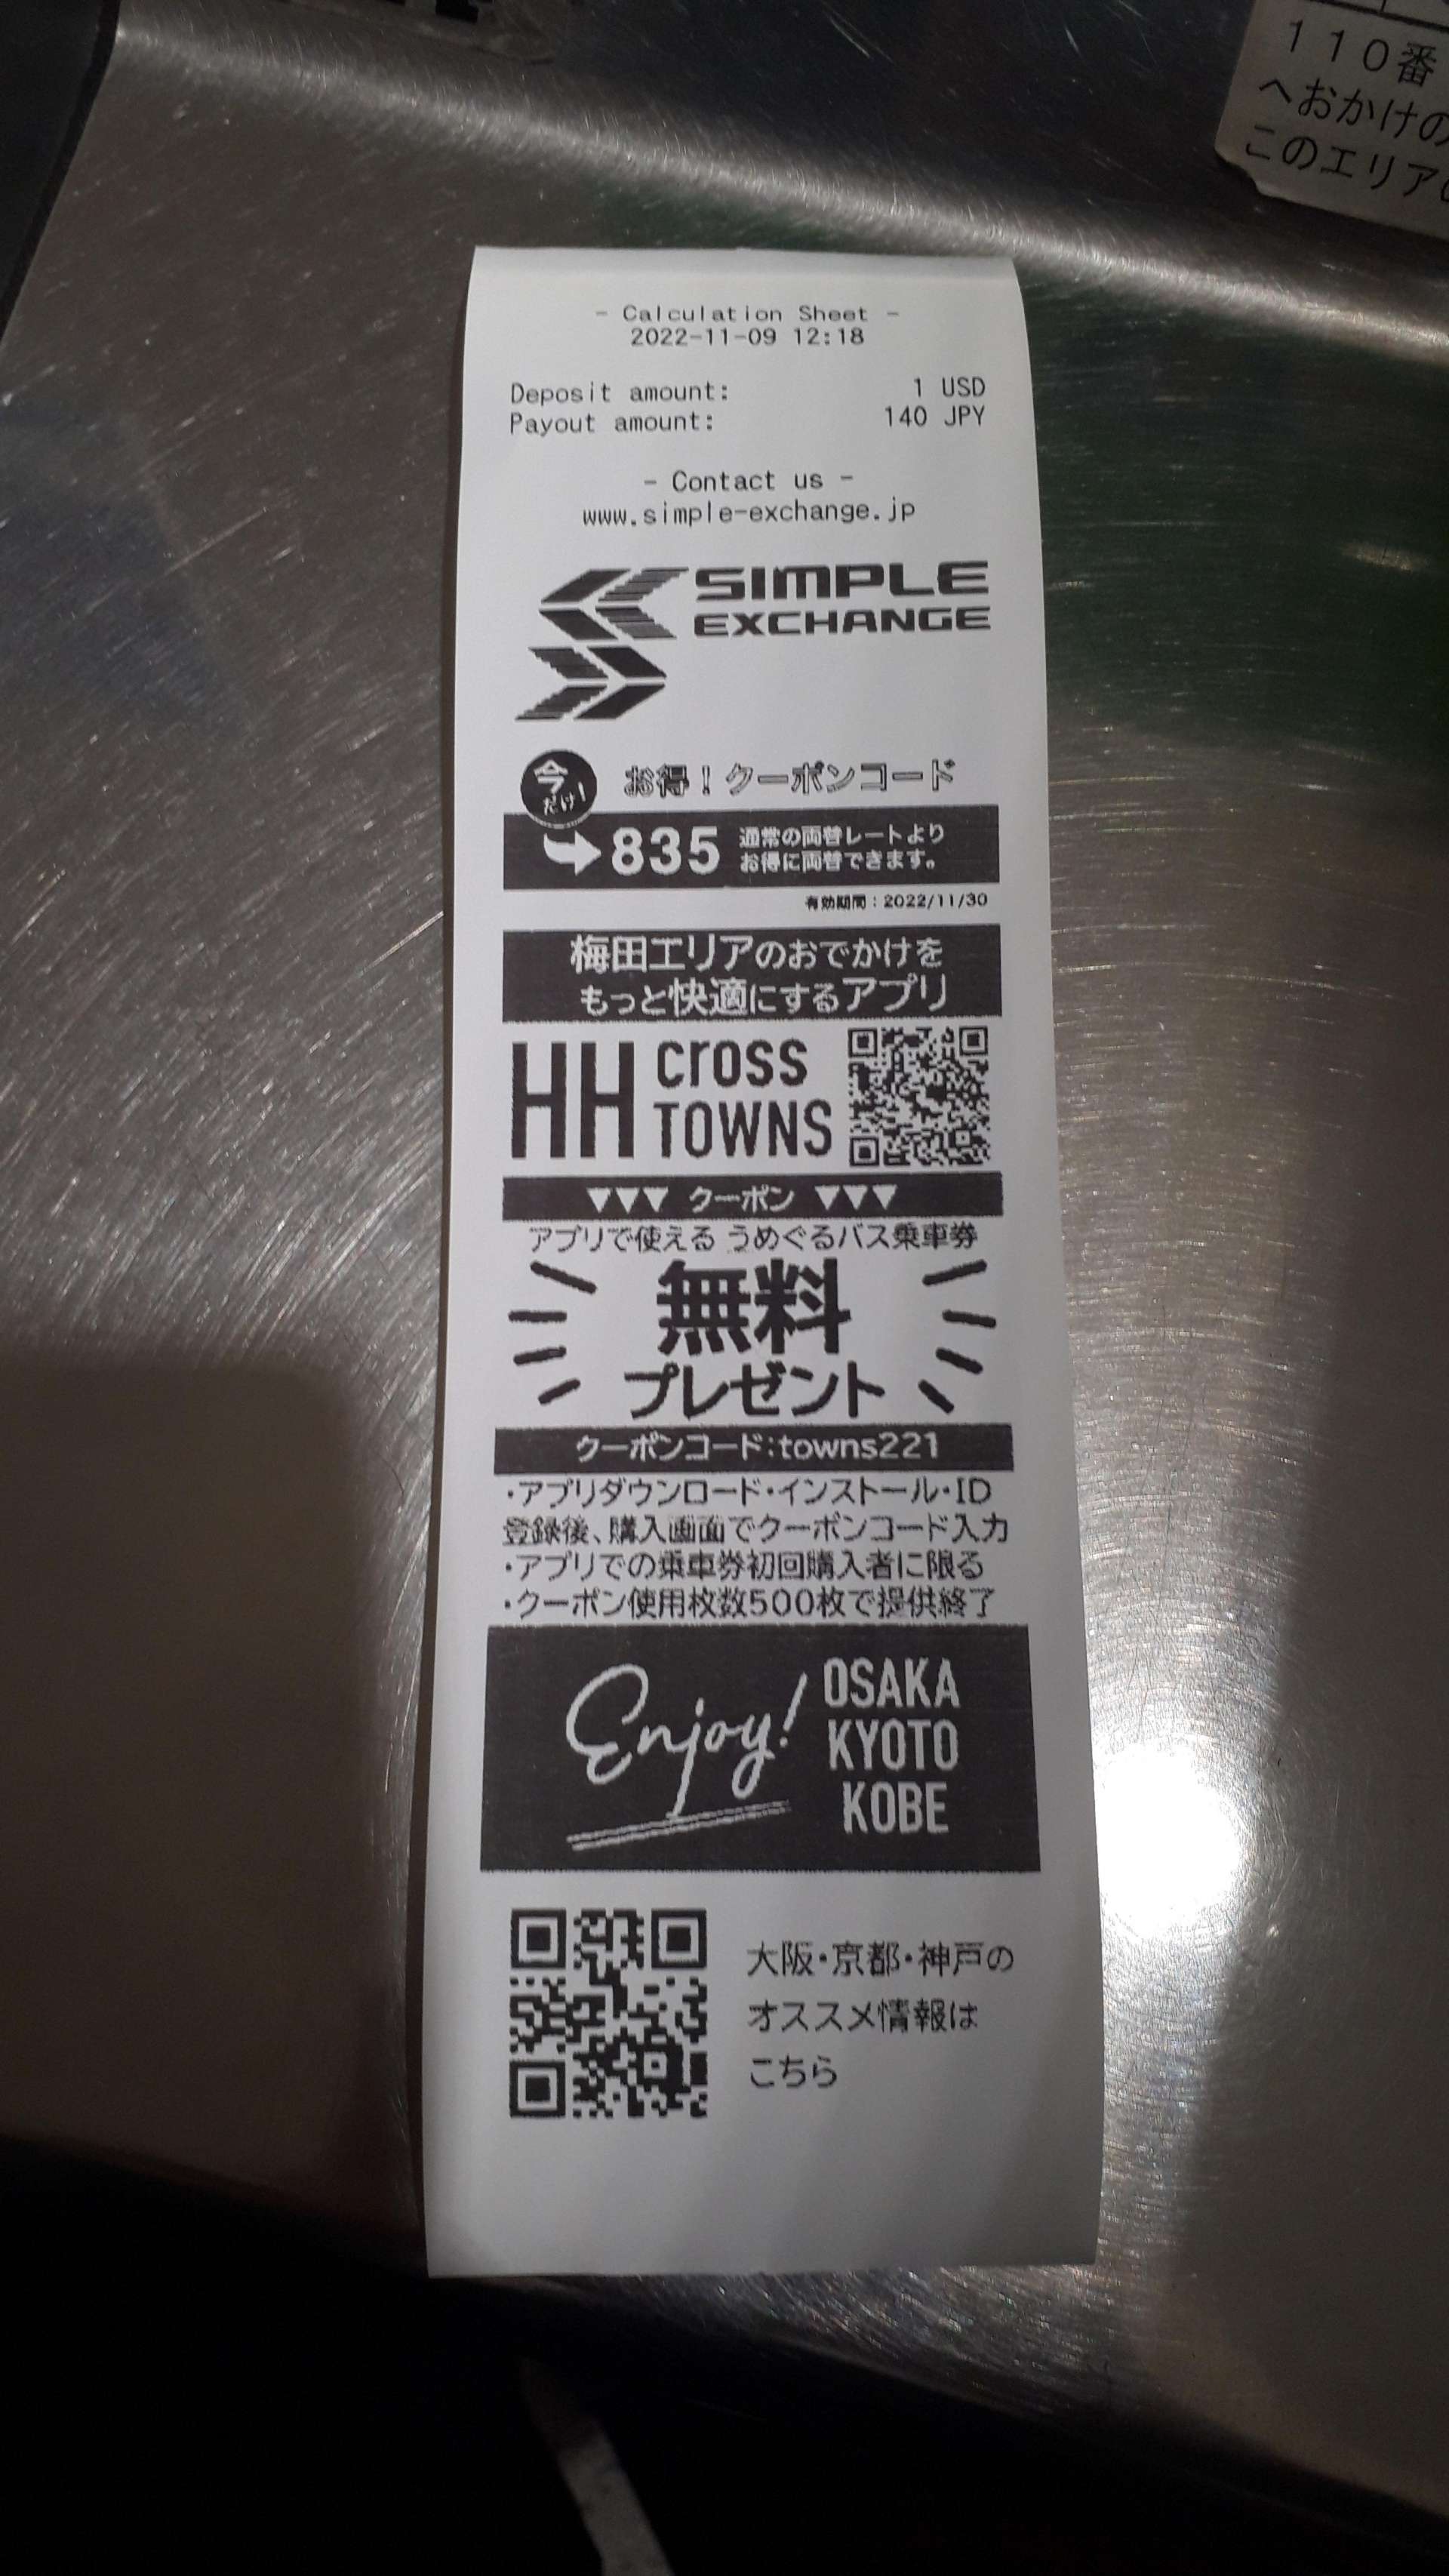 110番
へおかけの
このエリア
- Calculation Sheet -
2022-11-09 12:18
Deposit amount: 1 USD
Payout amount: 140 JPY
- Contact us -
www.simple-exchange.jp
SIMPLE
EXCHANGE
今だけ!
お得!クーポンコード
835
通常の両替レートより
お得に両替できます。
有効期間:2022/11/30
梅田エリアのおでかけを
もっと快適にするアプリ
HH cross
TOWNS
▼▼▼ クーポン ▼▼▼
アプリで使える うめぐるバス乗車券
無料
プレゼント
クーポンコード:towns221
・アプリダウンロード・インストール・ID
登録後、購入画面でクーポンコード入力
・アプリでの乗車券初回購入者に限る
・クーポン使用枚数500枚で提供終了
Enjoy!
OSAKA
KYOTO
KOBE
大阪・京都・神戸の
オススメ情報は
こちら